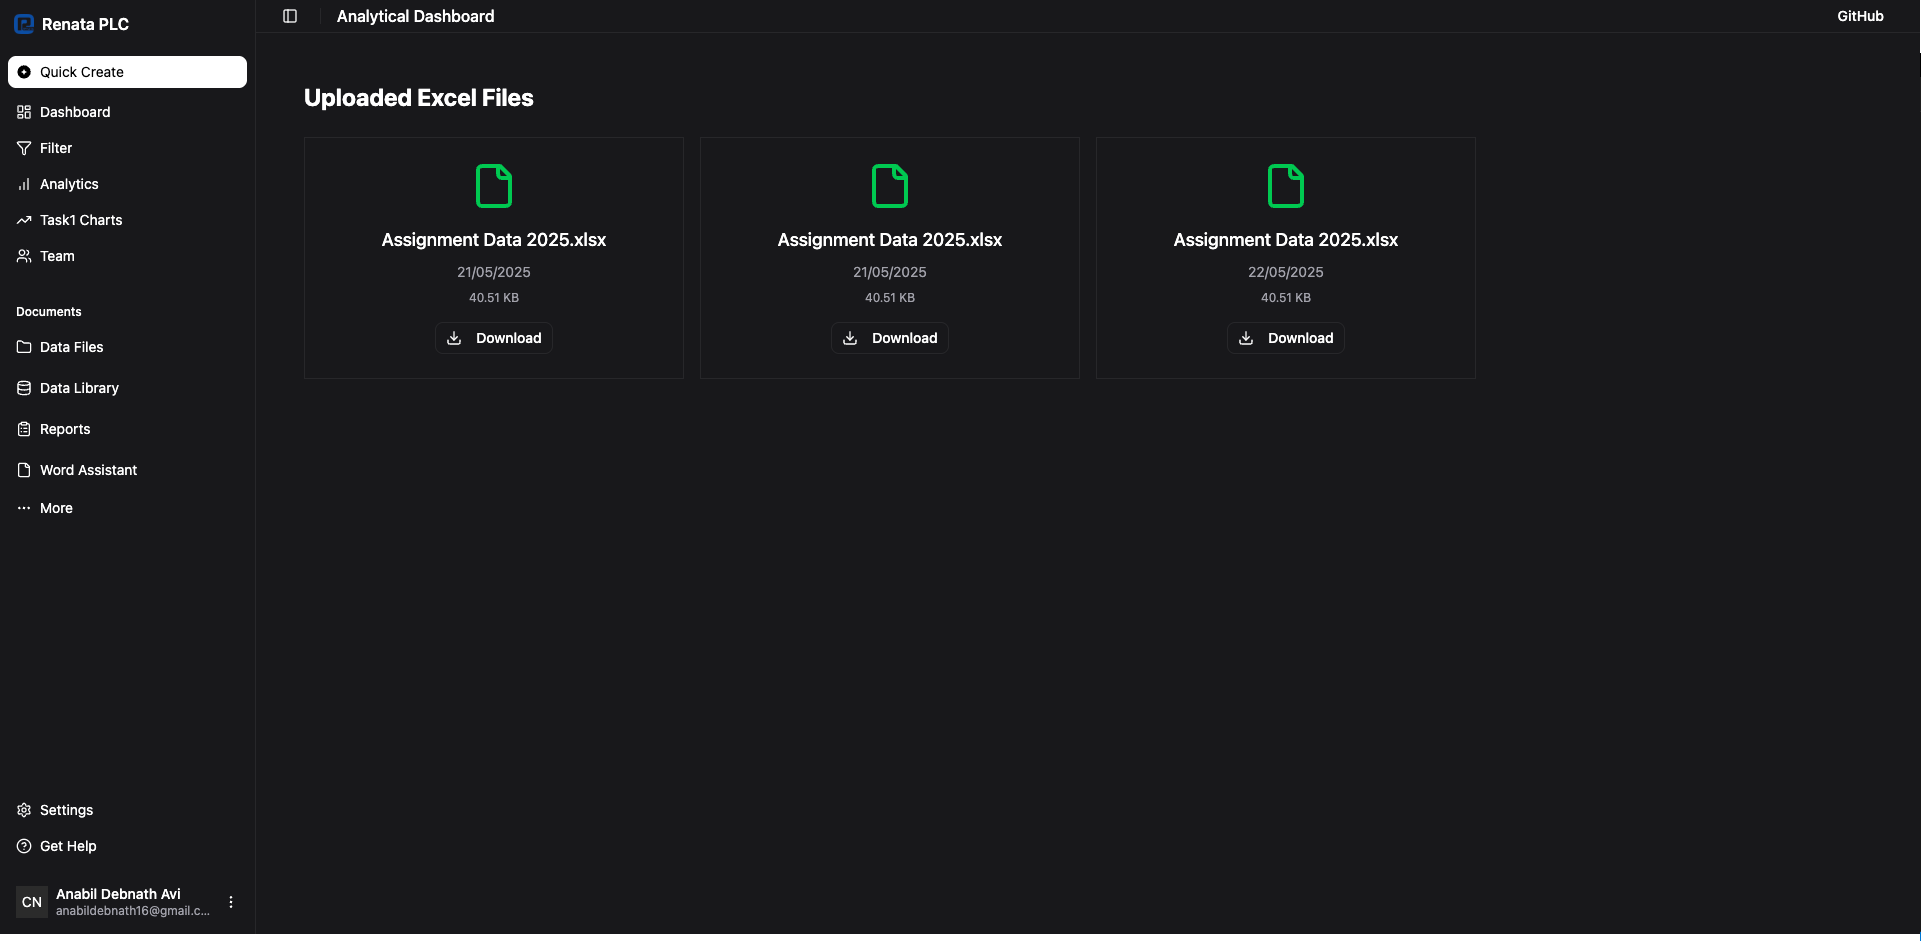 Renata PLC
Quick Create
Dashboard
Filter
Analytics
Task1 Charts
Team
Documents
Data Files
Data Library
Reports
Word Assistant
More
Settings
Get Help
CN
Anabil Debnath Avi
anabildebnath16@gmail.c...
Analytical Dashboard
GitHub
Uploaded Excel Files
Assignment Data 2025.xlsx
21/05/2025
40.51 KB
Download
Assignment Data 2025.xlsx
21/05/2025
40.51 KB
Download
Assignment Data 2025.xlsx
22/05/2025
40.51 KB
Download